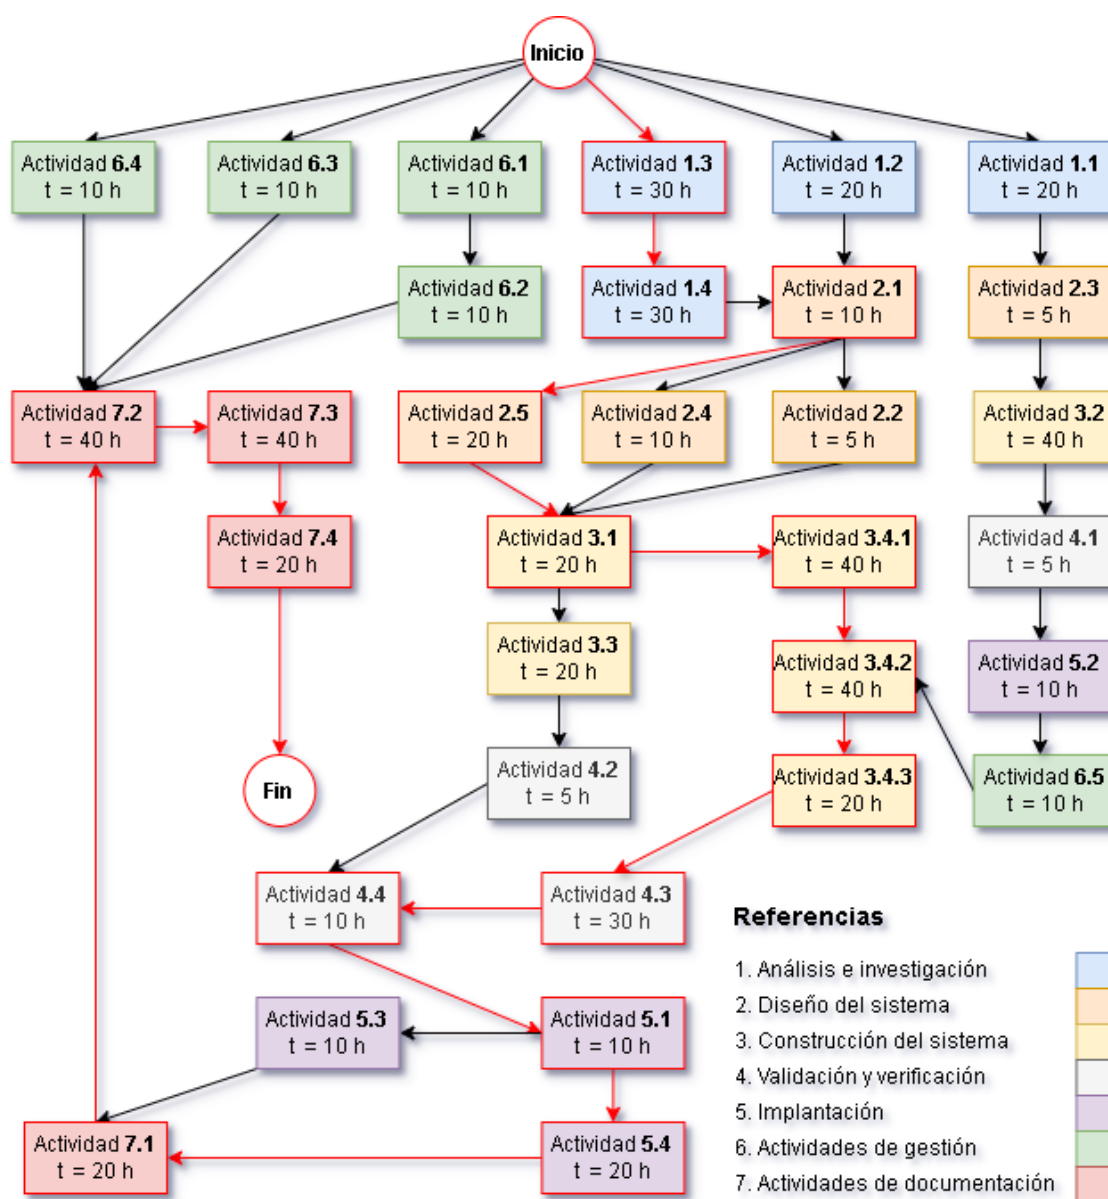 Inicio
Actividad 6.4
t = 10 h
Actividad 6.3
t = 10 h
Actividad 6.1
t = 10 h
Actividad 1.3
t = 30 h
Actividad 1.2
t = 20 h
Actividad 1.1
t = 20 h
Actividad 6.2
t = 10 h
Actividad 1.4
t = 30 h
Actividad 2.1
t = 10 h
Actividad 2.3
t = 5 h
Actividad 7.2
t = 40 h
Actividad 7.3
t = 40 h
Actividad 2.5
t = 20 h
Actividad 2.4
t = 10 h
Actividad 2.2
t = 5 h
Actividad 3.2
t = 40 h
Actividad 7.4
t = 20 h
Actividad 3.1
t = 20 h
Actividad 3.4.1
t = 40 h
Actividad 4.1
t = 5 h
Actividad 3.3
t = 20 h
Actividad 3.4.2
t = 40 h
Actividad 5.2
t = 10 h
Fin
Actividad 4.2
t = 5 h
Actividad 3.4.3
t = 20 h
Actividad 6.5
t = 10 h
Actividad 4.4
t = 10 h
Actividad 4.3
t = 30 h
Actividad 5.3
t = 10 h
Actividad 5.1
t = 10 h
Actividad 7.1
t = 20 h
Actividad 5.4
t = 20 h
Referencias
1. Análisis e investigación
2. Diseño del sistema
3. Construcción del sistema
4. Validación y verificación
5. Implantación
6. Actividades de gestión
7. Actividades de documentación